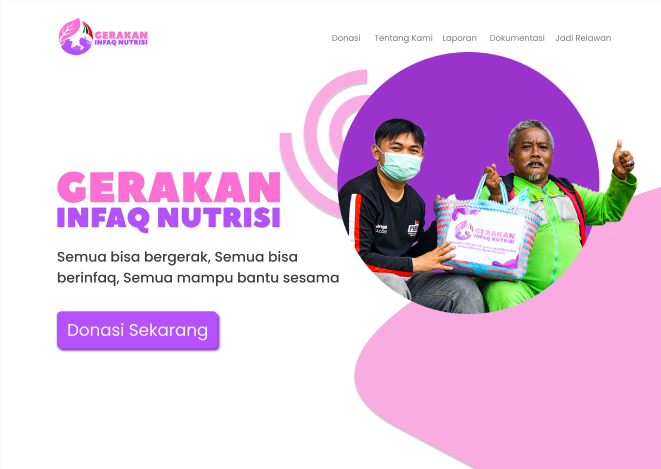 GERAKAN
INFAQ NUTRISI
Donasi Tentang Kami Laporan Dokumentasi Jadi Relawan
GERAKAN
INFAQ NUTRISI
Semua bisa bergerak, Semua bisa
berinfaq, Semua mampu bantu sesama
Donasi Sekarang
GERAKAN
INFAQ NUTRISI